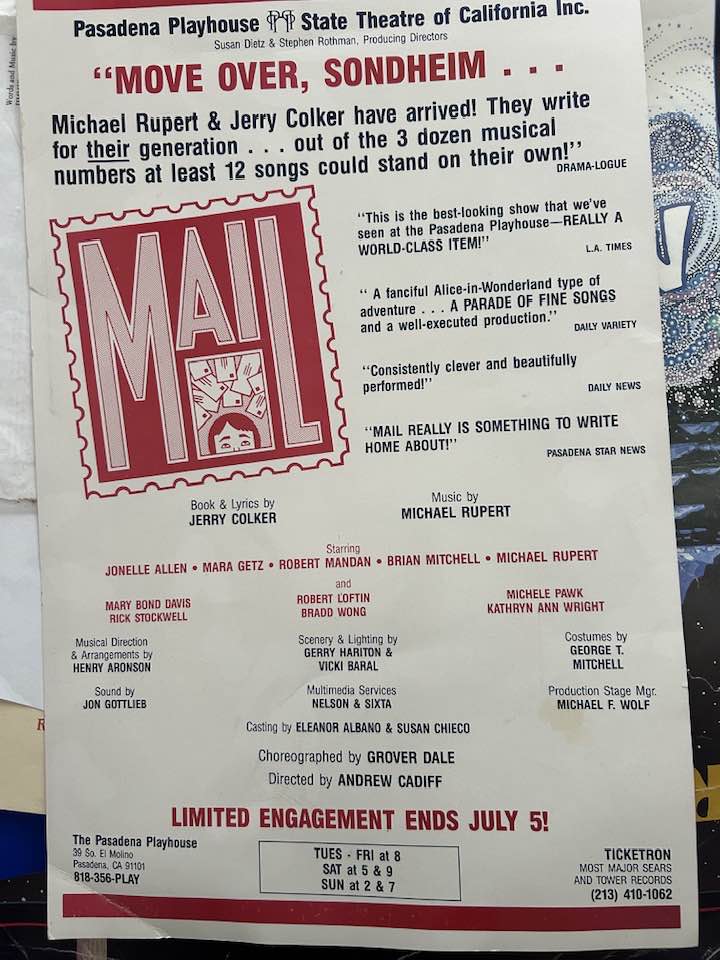 Pasadena Playhouse PP State Theatre of California Inc.
Susan Dietz & Stephen Rothman, Producing Directors
“MOVE OVER, SONDHEIM . . .
Michael Rupert & Jerry Colker have arrived! They write
for their generation . . . out of the 3 dozen musical
numbers at least 12 songs could stand on their own!”
DRAMA-LOGUE
MAIL
“This is the best-looking show that we’ve
seen at the Pasadena Playhouse—REALLY A
WORLD-CLASS ITEM!”
L.A. TIMES
“ A fanciful Alice-in-Wonderland type of
adventure . . . A PARADE OF FINE SONGS
and a well-executed production.”
DAILY VARIETY
“Consistently clever and beautifully
performed!”
DAILY NEWS
“MAIL REALLY IS SOMETHING TO WRITE
HOME ABOUT!”
PASADENA STAR NEWS
Book & Lyrics by
JERRY COLKER
Music by
MICHAEL RUPERT
Starring
JONELLE ALLEN • MARA GETZ • ROBERT MANDAN • BRIAN MITCHELL • MICHAEL RUPERT
and
MARY BOND DAVIS
RICK STOCKWELL
ROBERT LOFTIN
BRADD WONG
MICHELE PAWK
KATHRYN ANN WRIGHT
Musical Direction
& Arrangements by
HENRY ARONSON
Scenery & Lighting by
GERRY HARITON &
VICKI BARAL
Costumes by
GEORGE T.
MITCHELL
Sound by
JON GOTTLIEB
Multimedia Services
NELSON & SIXTA
Production Stage Mgr.
MICHAEL F. WOLF
Casting by ELEANOR ALBANO & SUSAN CHIECO
Choreographed by GROVER DALE
Directed by ANDREW CADIFF
LIMITED ENGAGEMENT ENDS JULY 5!
The Pasadena Playhouse
39 So. El Molino
Pasadena, CA 91101
818-356-PLAY
TUES - FRI at 8
SAT at 5 & 9
SUN at 2 & 7
TICKETRON
MOST MAJOR SEARS
AND TOWER RECORDS
(213) 410-1062
Words and Music by